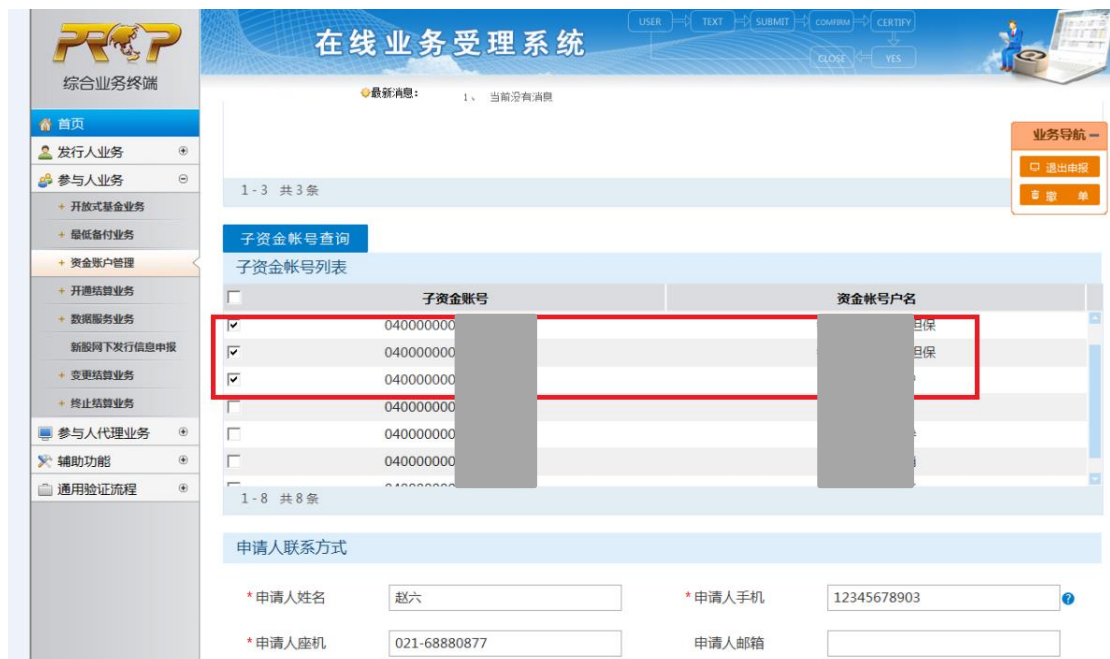 PROP
综合业务终端
在线业务受理系统
USER TEXT SUBMIT COMFIRM CERTIFY
CLOSE YES
最新消息: 1、 当前没有消息
首页
发行人业务
参与人业务
开放式基金业务
最低备付业务
资金账户管理
开通结算业务
数据服务业务
新股网下发行信息申报
变更结算业务
终止结算业务
参与人代理业务
辅助功能
通用验证流程
业务导航
退出申报
撤 单
1-3 共3条
子资金帐号查询
子资金帐号列表
子资金账号 资金帐号户名
040000000 担保
040000000 担保
040000000
040000000
040000000
040000000
1-8 共8条
申请人联系方式
*申请人姓名 赵六 *申请人手机 12345678903
*申请人座机 021-68880877 申请人邮箱